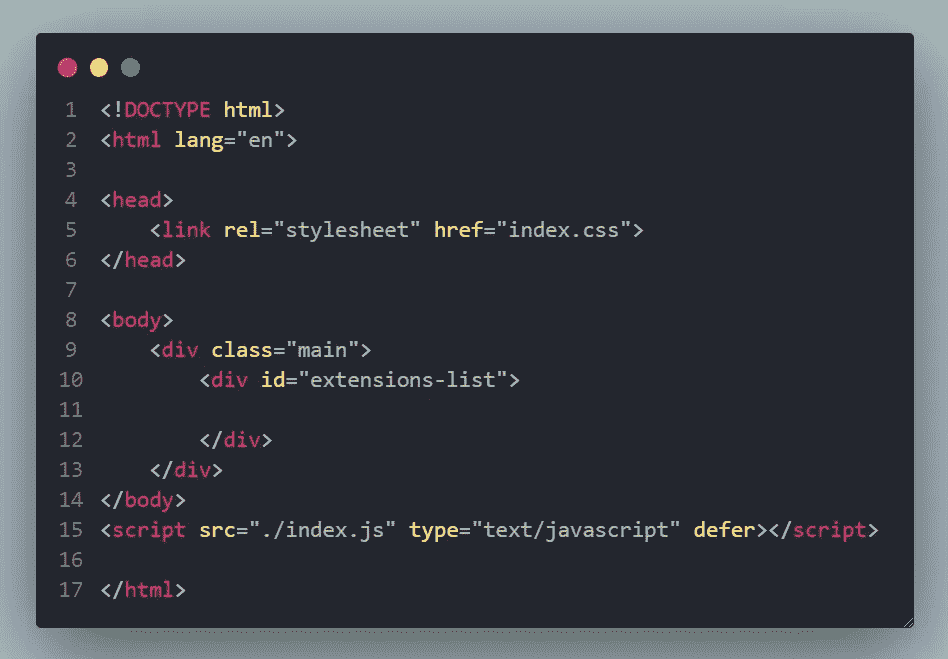 1 <!DOCTYPE html>
2 <html lang="en">
3
4 <head>
5     <link rel="stylesheet" href="index.css">
6 </head>
7
8 <body>
9     <div class="main">
10         <div id="extensions-list">
11
12         </div>
13     </div>
14 </body>
15 <script src="./index.js" type="text/javascript" defer></script>
16
17 </html>